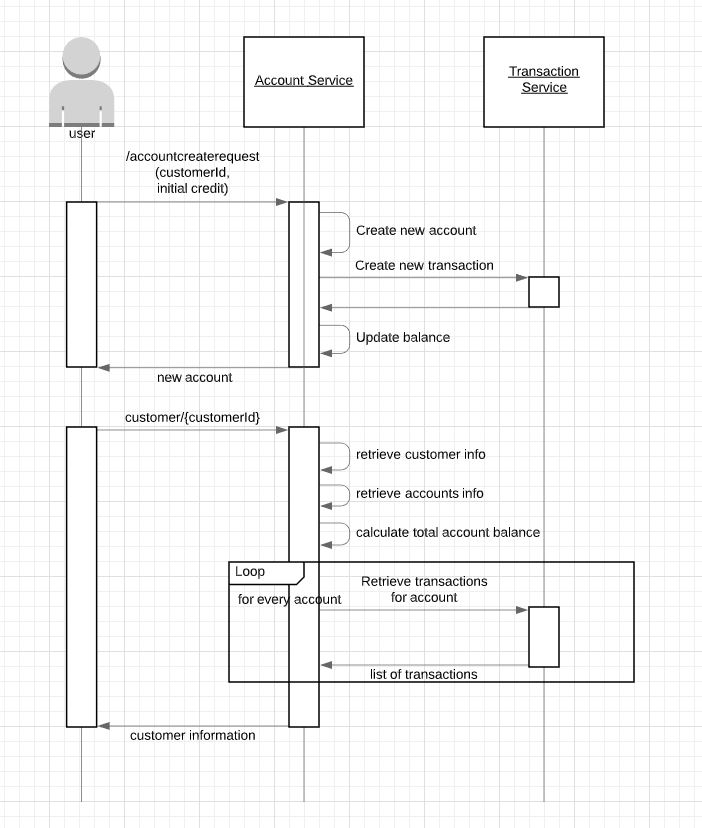 Account Service
Transaction
Service
user
/accountcreaterequest
(customerId,
initial credit)
Create new account
Create new transaction
Update balance
new account
customer/{customerId}
retrieve customer info
retrieve accounts info
calculate total account balance
Loop
for every account
Retrieve transactions
for account
list of transactions
customer information